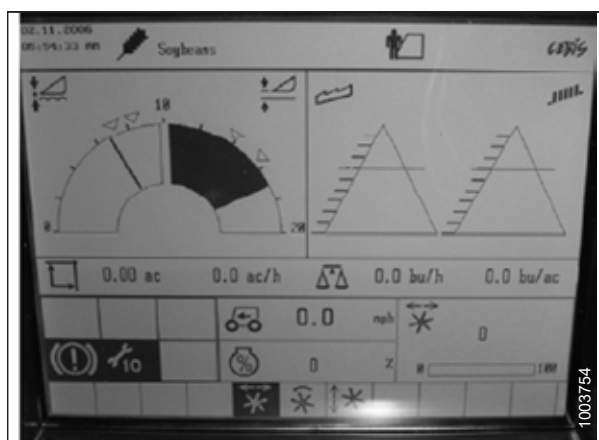 02.11.2006
05:54:33 AM
Soybeans
CEBIS
10
0
20
0.00 ac
0.0 ac/h
0.0 bu/h
0.0 bu/ac
0.0 mph
0
10
% 0 %
0 100
1003754